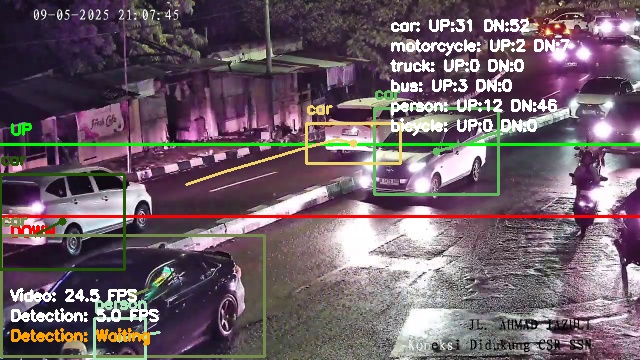 09-05-2025 21:07:45
car: UP:31 DN:52
motorcycle: UP:2 DN:7
truck: UP:0 DN:0
bus: UP:3 DN:0
person: UP:12 DN:46
bicycle: UP:0 DN:0
car
car
UP
car
car
DOWN
Video: 24.5 FPS
person
Detection: 5.0 FPS
Detection: Waiting
JL. AHMAD
Koreksi Didukung CSR SSN